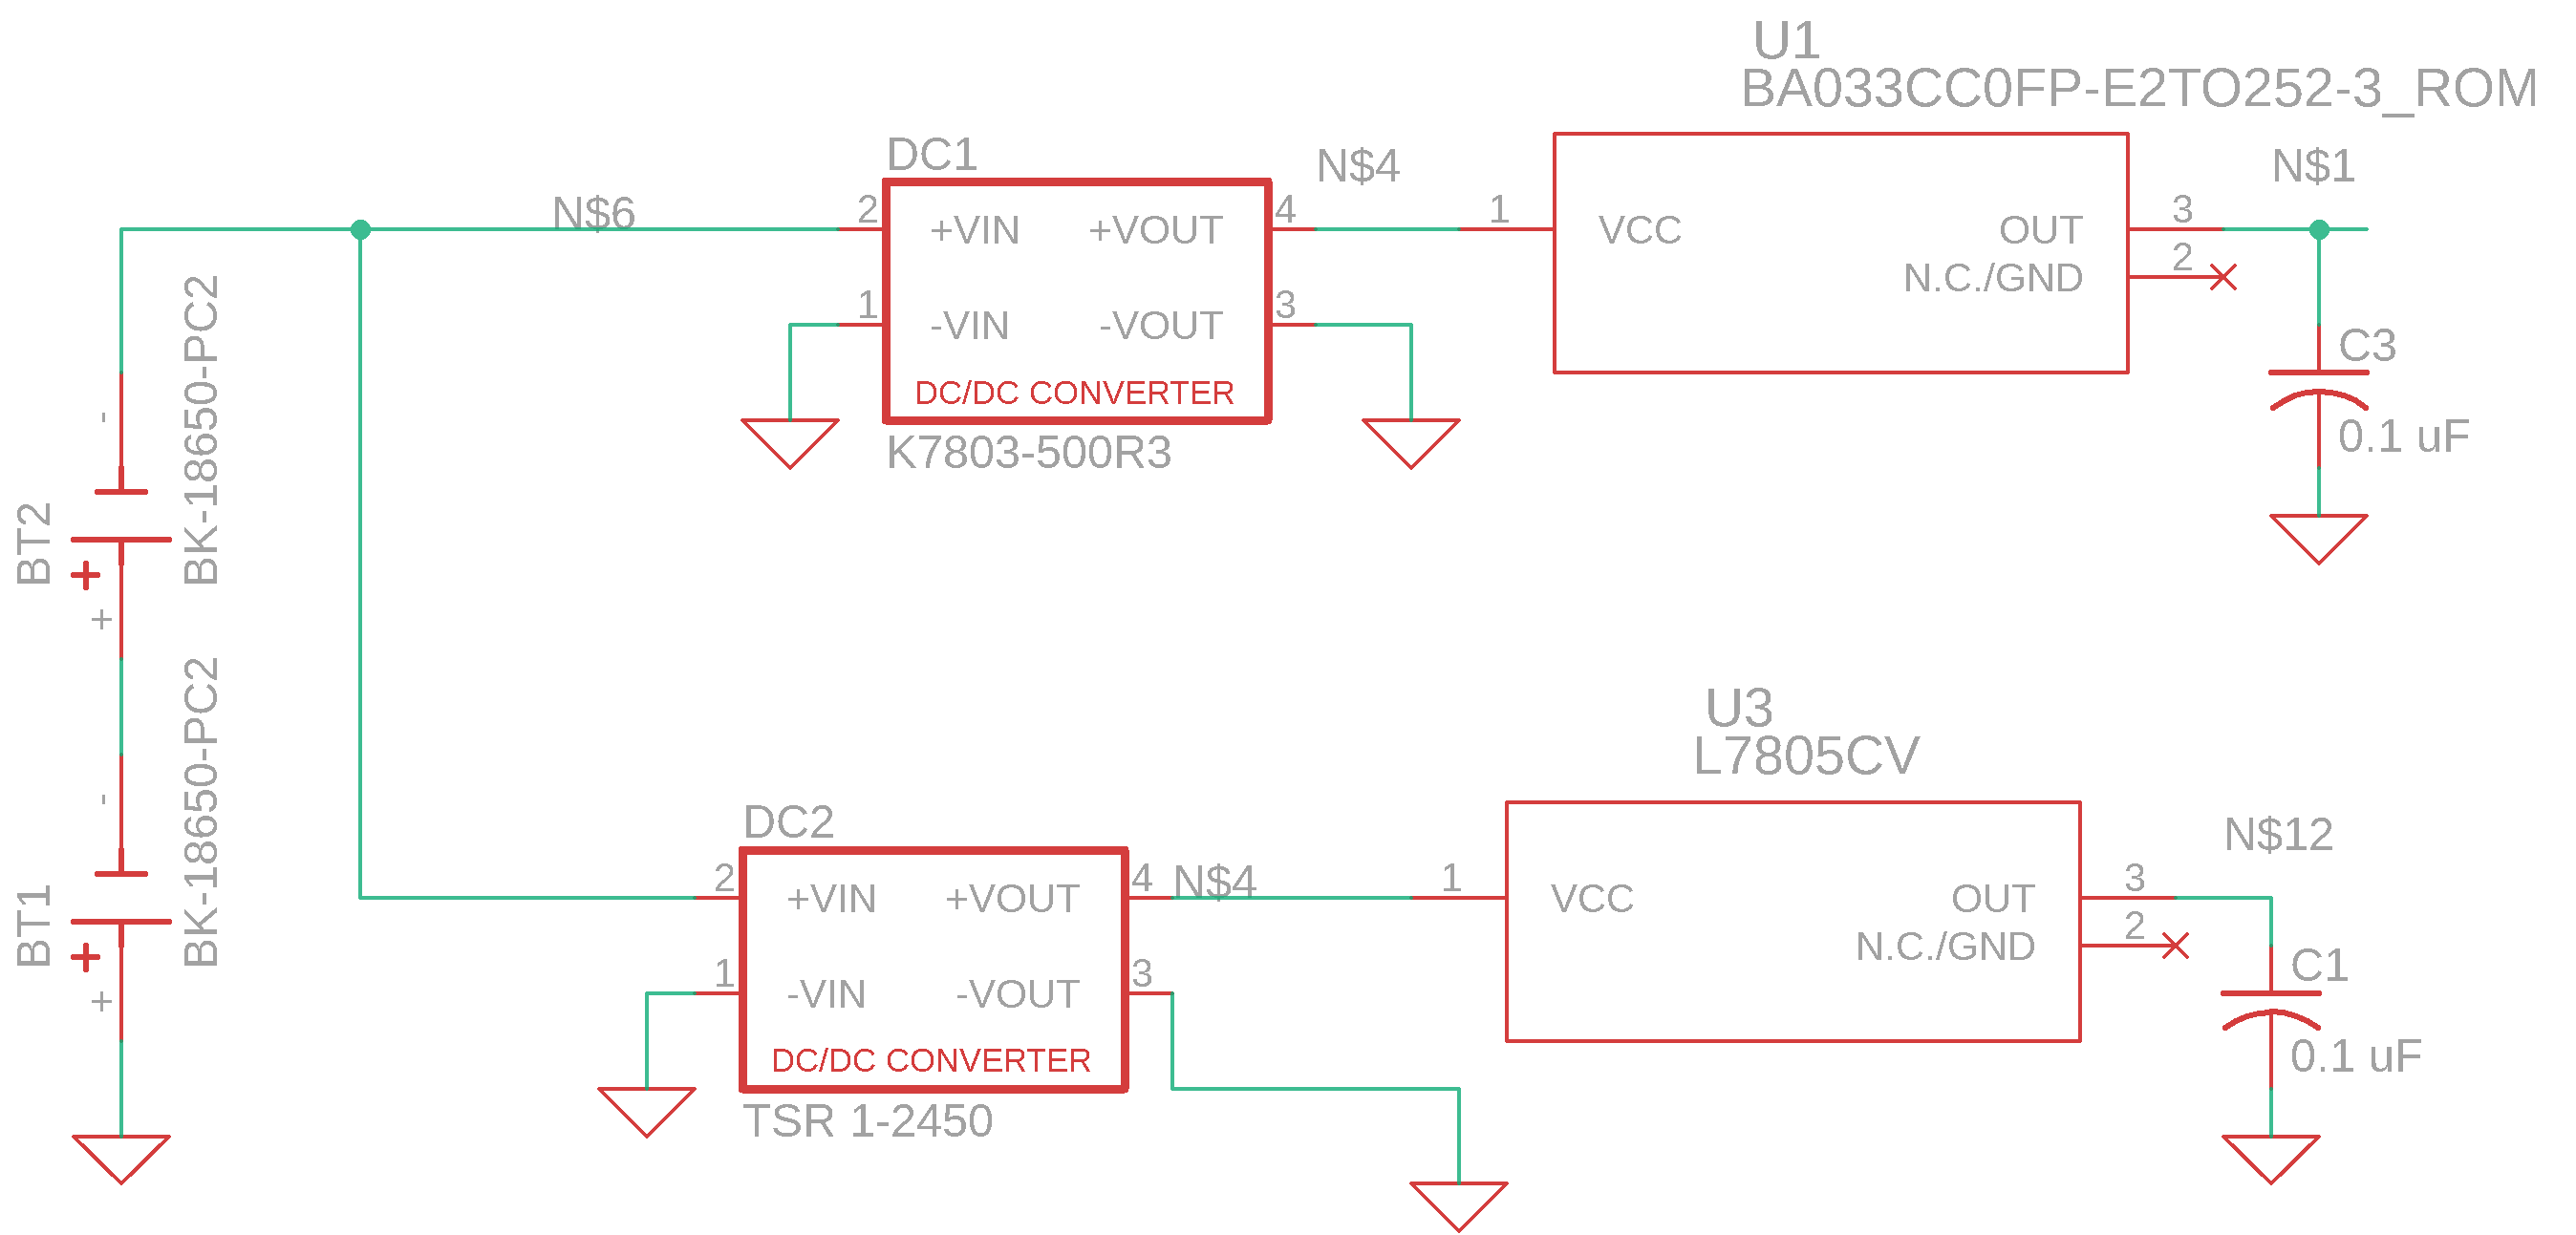 U1
BA033CC0FP-E2TO252-3_ROM
DC1
N$4
N$1
N$6
2
+VIN
+VOUT
4
1
VCC
OUT
3
N.C./GND
2
1
-VIN
-VOUT
3
DC/DC CONVERTER
K7803-500R3
C3
0.1 uF
-
BT2
BK-18650-PC2
+
+
-
BT1
BK-18650-PC2
+
+
U3
L7805CV
DC2
N$12
2
+VIN
+VOUT
4
N$4
1
VCC
OUT
3
N.C./GND
2
1
-VIN
-VOUT
3
DC/DC CONVERTER
TSR 1-2450
C1
0.1 uF